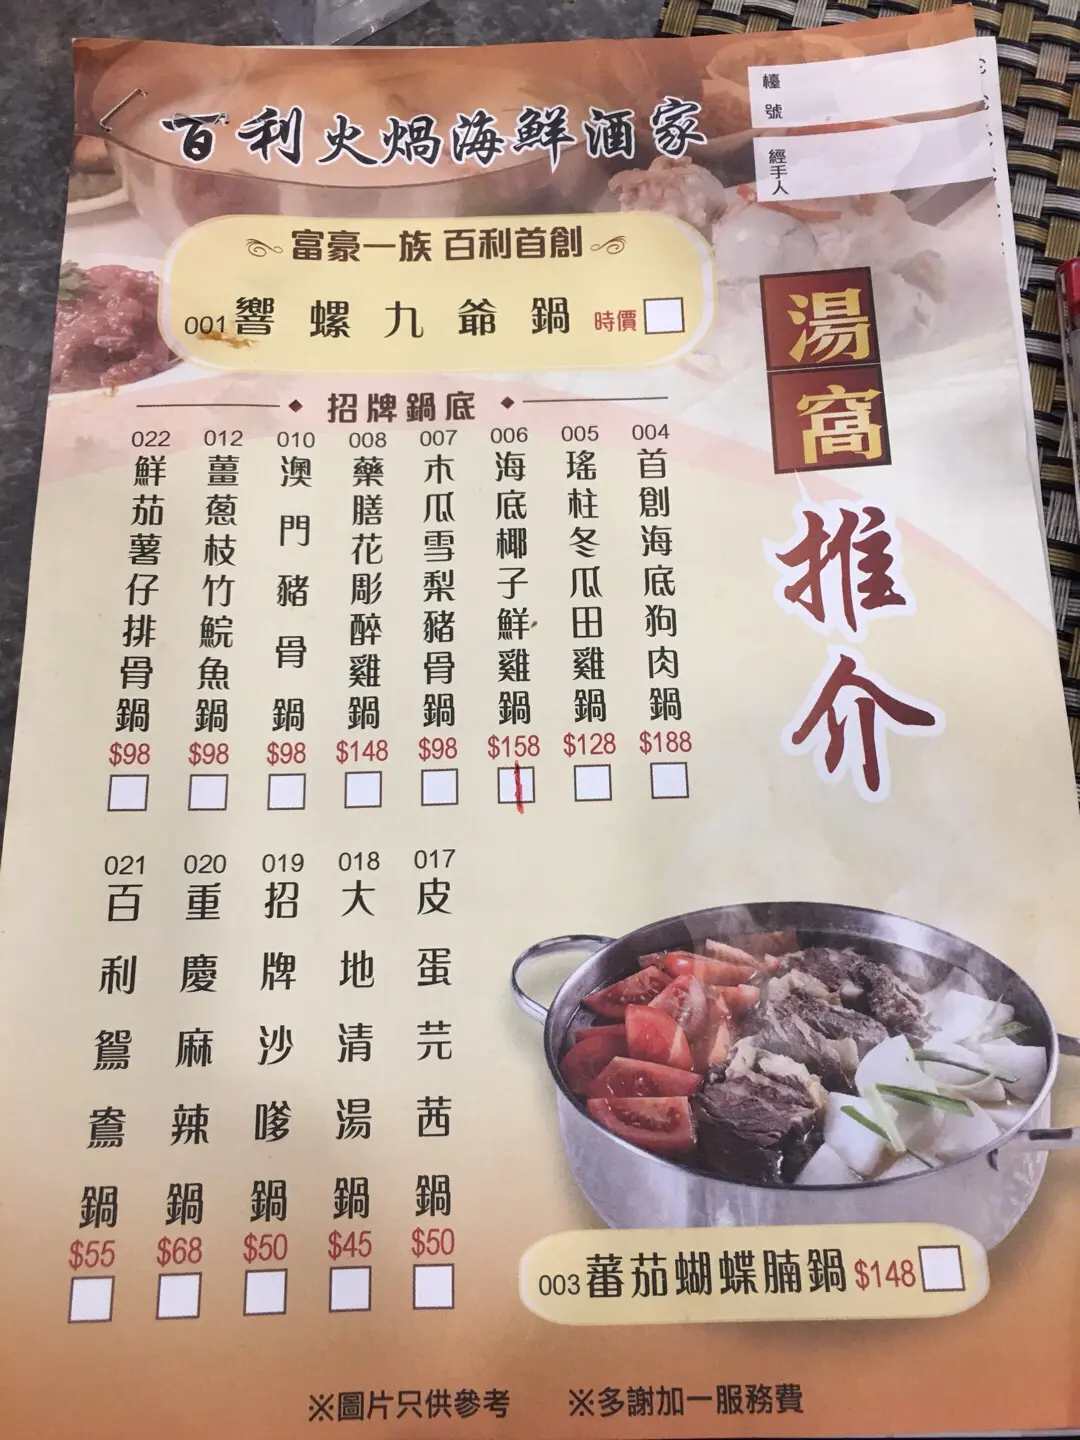 百利火焗海鮮酒家
檯號
經手人
富豪一族 百利首創
001 響螺九爺鍋 時價
湯窩推介
招牌鍋底
004 首創海底狗肉鍋 $188
005 瑤柱冬瓜田雞鍋 $128
006 海底椰子鮮雞鍋 $158
007 木瓜雪梨豬骨鍋 $98
008 藥膳花彫醉雞鍋 $148
010 澳門豬骨鍋 $98
012 薑蔥枝竹鯇魚鍋 $98
022 鮮茄薯仔排骨鍋 $98
017 皮蛋芫茜鍋 $50
018 大地清湯鍋 $45
019 招牌沙嗲鍋 $50
020 重慶麻辣鍋 $68
021 百利鴛鴦鍋 $55
003 蕃茄蝴蝶腩鍋 $148
※圖片只供參考 ※多謝加一服務費